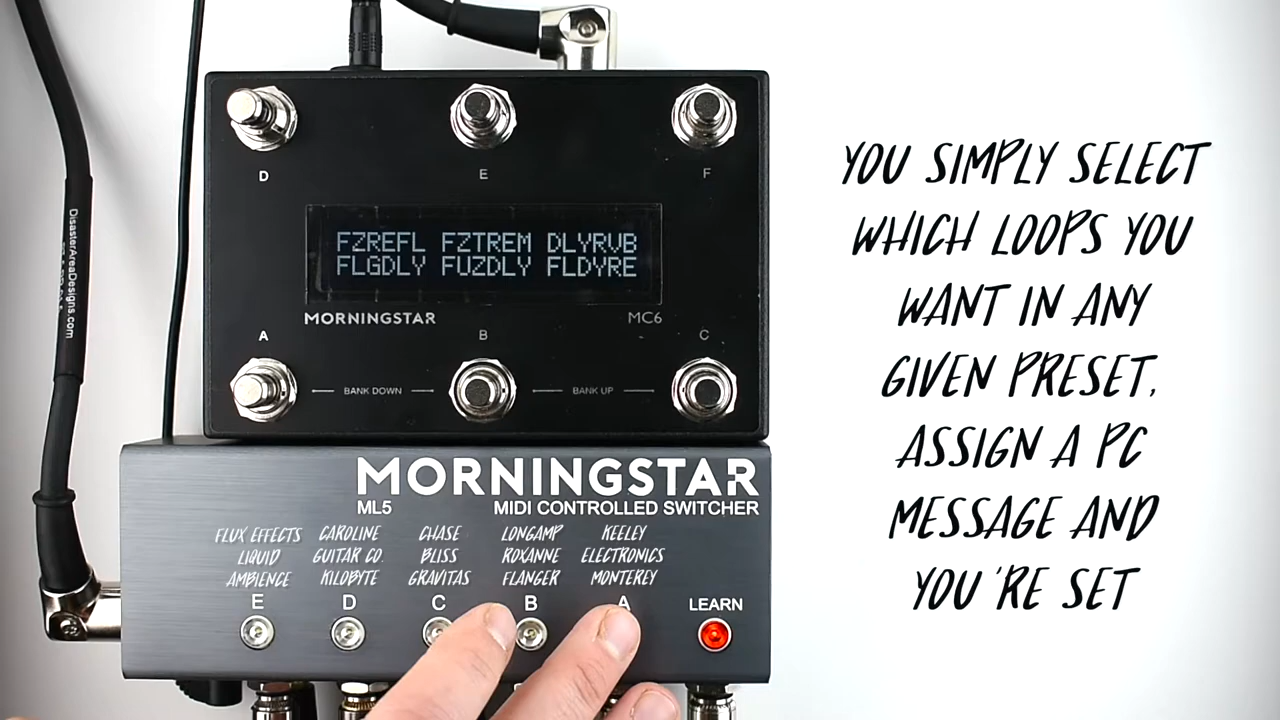 D E F
FZREFL FZTREM DLYRVB
FLGDLY FUZDLY FLDYRE
MORNINGSTAR MC6
A B C
BANK DOWN BANK UP
DisasterAreaDesigns.com
MORNINGSTAR
ML5 MIDI CONTROLLED SWITCHER
FLUX EFFECTS CAROLINE CHASE LONGAMP KEELEY
LIQUID GUITAR CO. BLISS ROXANNE ELECTRONICS
AMBIENCE KILOBYTE GRAVITAS FLANGER MONTEREY
E D C B A LEARN
YOU SIMPLY SELECT
WHICH LOOPS YOU
WANT IN ANY
GIVEN PRESET,
ASSIGN A PC
MESSAGE AND
YOU'RE SET